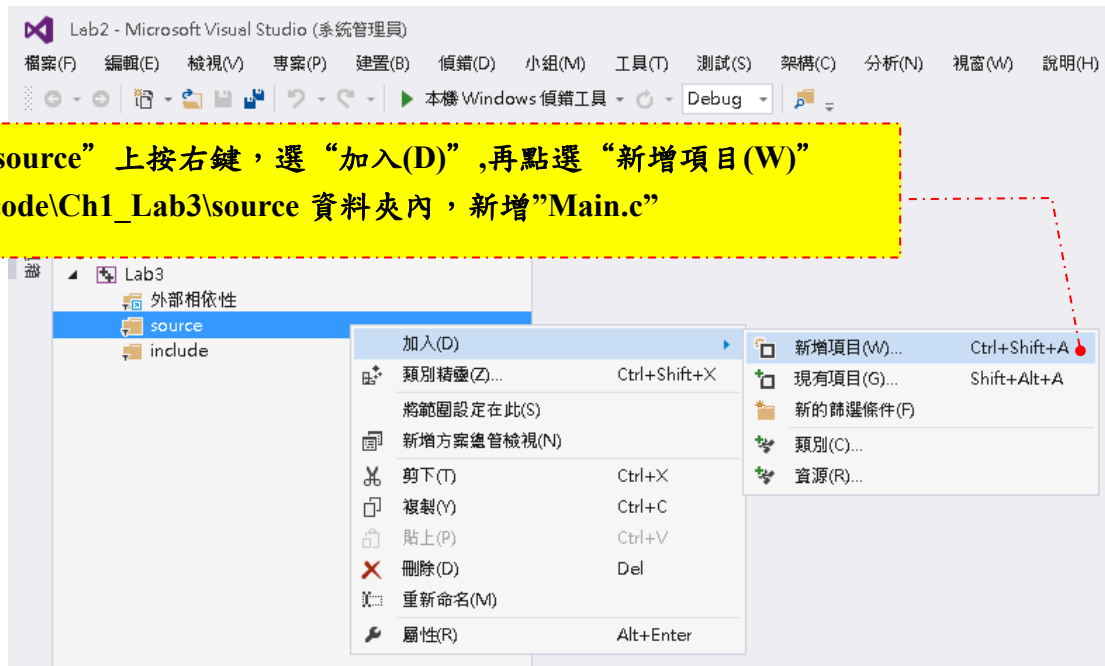 Lab2 - Microsoft Visual Studio (系統管理員)
檔案(F) 編輯(E) 檢視(V) 專案(P) 建置(B) 偵錯(D) 小組(M) 工具(T) 測試(S) 架構(C) 分析(N) 視窗(W) 說明(H)
本機 Windows 偵錯工具 Debug
source”上按右鍵，選“加入(D)”,再點選“新增項目(W)”
code\Ch1_Lab3\source 資料夾內，新增”Main.c”
Lab3
外部相依性
source
include
加入(D)
類別精靈(Z)... Ctrl+Shift+X
將範圍設定在此(S)
新增方案總管檢視(N)
剪下(T) Ctrl+X
複製(Y) Ctrl+C
貼上(P) Ctrl+V
刪除(D) Del
重新命名(M)
屬性(R) Alt+Enter
新增項目(W)... Ctrl+Shift+A
現有項目(G)... Shift+Alt+A
新的篩選條件(F)
類別(C)...
資源(R)...